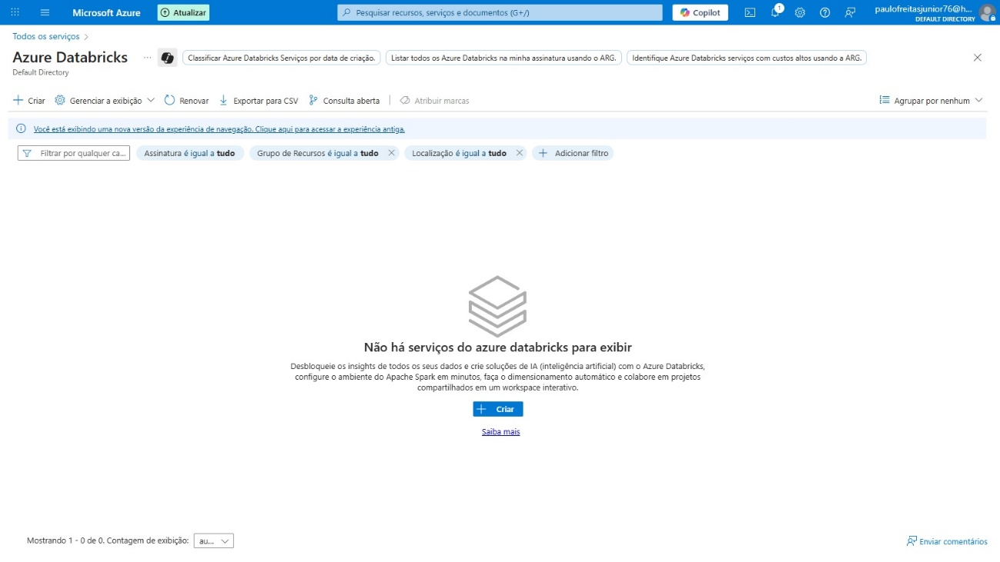 Microsoft Azure
Atualizar
Pesquisar recursos, serviços e documentos (G+/)
Copilot
1
paulofreitasjunior76@h...
DEFAULT DIRECTORY
Todos os serviços
Azure Databricks
...
Classificar Azure Databricks Serviços por data de criação.
Listar todos os Azure Databricks na minha assinatura usando o ARG.
Identifique Azure Databricks serviços com custos altos usando a ARG.
Default Directory
Criar
Gerenciar a exibição
Renovar
Exportar para CSV
Consulta aberta
Atribuir marcas
Agrupar por nenhum
Você está exibindo uma nova versão da experiência de navegação. Clique aqui para acessar a experiência antiga.
Filtrar por qualquer ca...
Assinatura é igual a tudo
Grupo de Recursos é igual a tudo
Localização é igual a tudo
Adicionar filtro
Não há serviços do azure databricks para exibir
Desbloqueie os insights de todos os seus dados e crie soluções de IA (inteligência artificial) com o Azure Databricks,
configure o ambiente do Apache Spark em minutos, faça o dimensionamento automático e colabore em projetos
compartilhados em um workspace interativo.
Criar
Saiba mais
Mostrando 1 - 0 de 0. Contagem de exibição:
au...
Enviar comentários